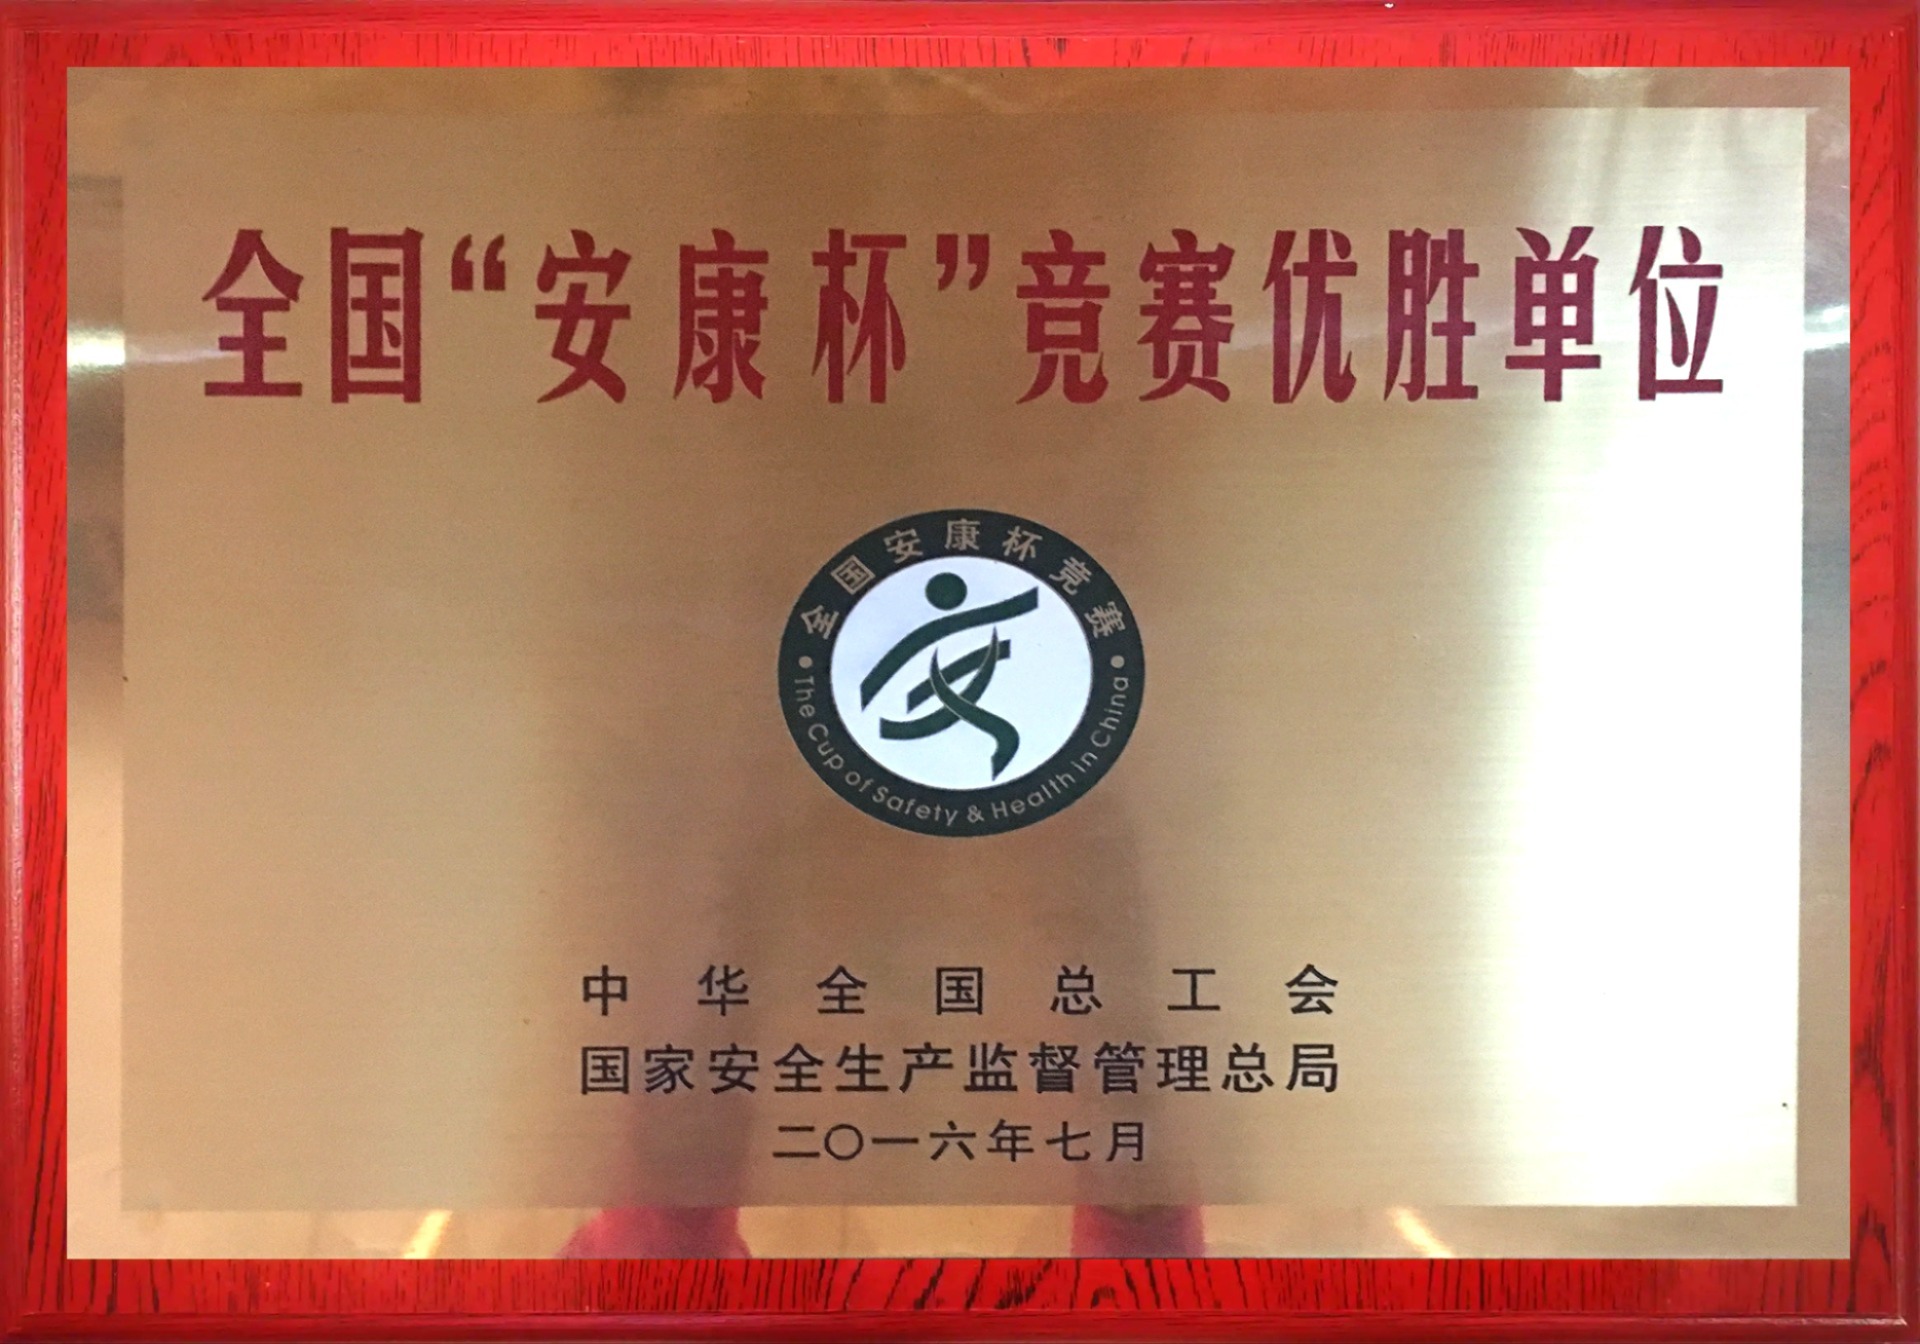 全国“安康杯”竞赛优胜单位
全国安康杯竞赛
The Cup of Safety & Health in China
中华全国总工会
国家安全生产监督管理总局
二〇一六年七月